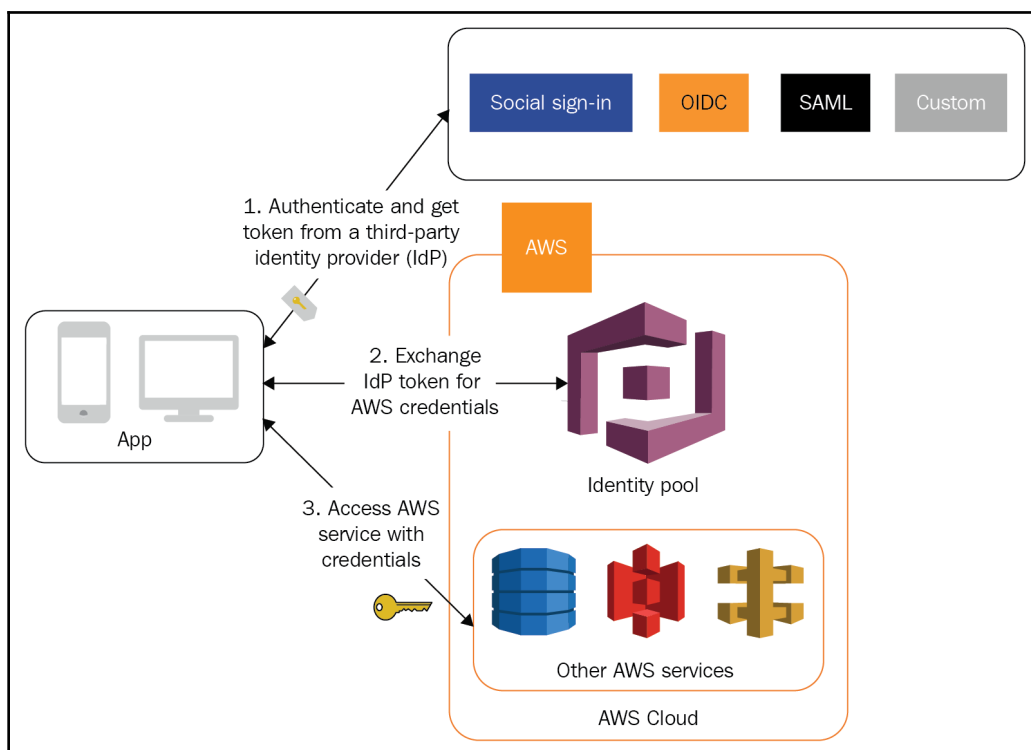 Social sign-in
OIDC
SAML
Custom
1. Authenticate and get
token from a third-party
identity provider (IdP)
AWS
2. Exchange
IdP token for
AWS credentials
App
Identity pool
3. Access AWS
service with
credentials
Other AWS services
AWS Cloud